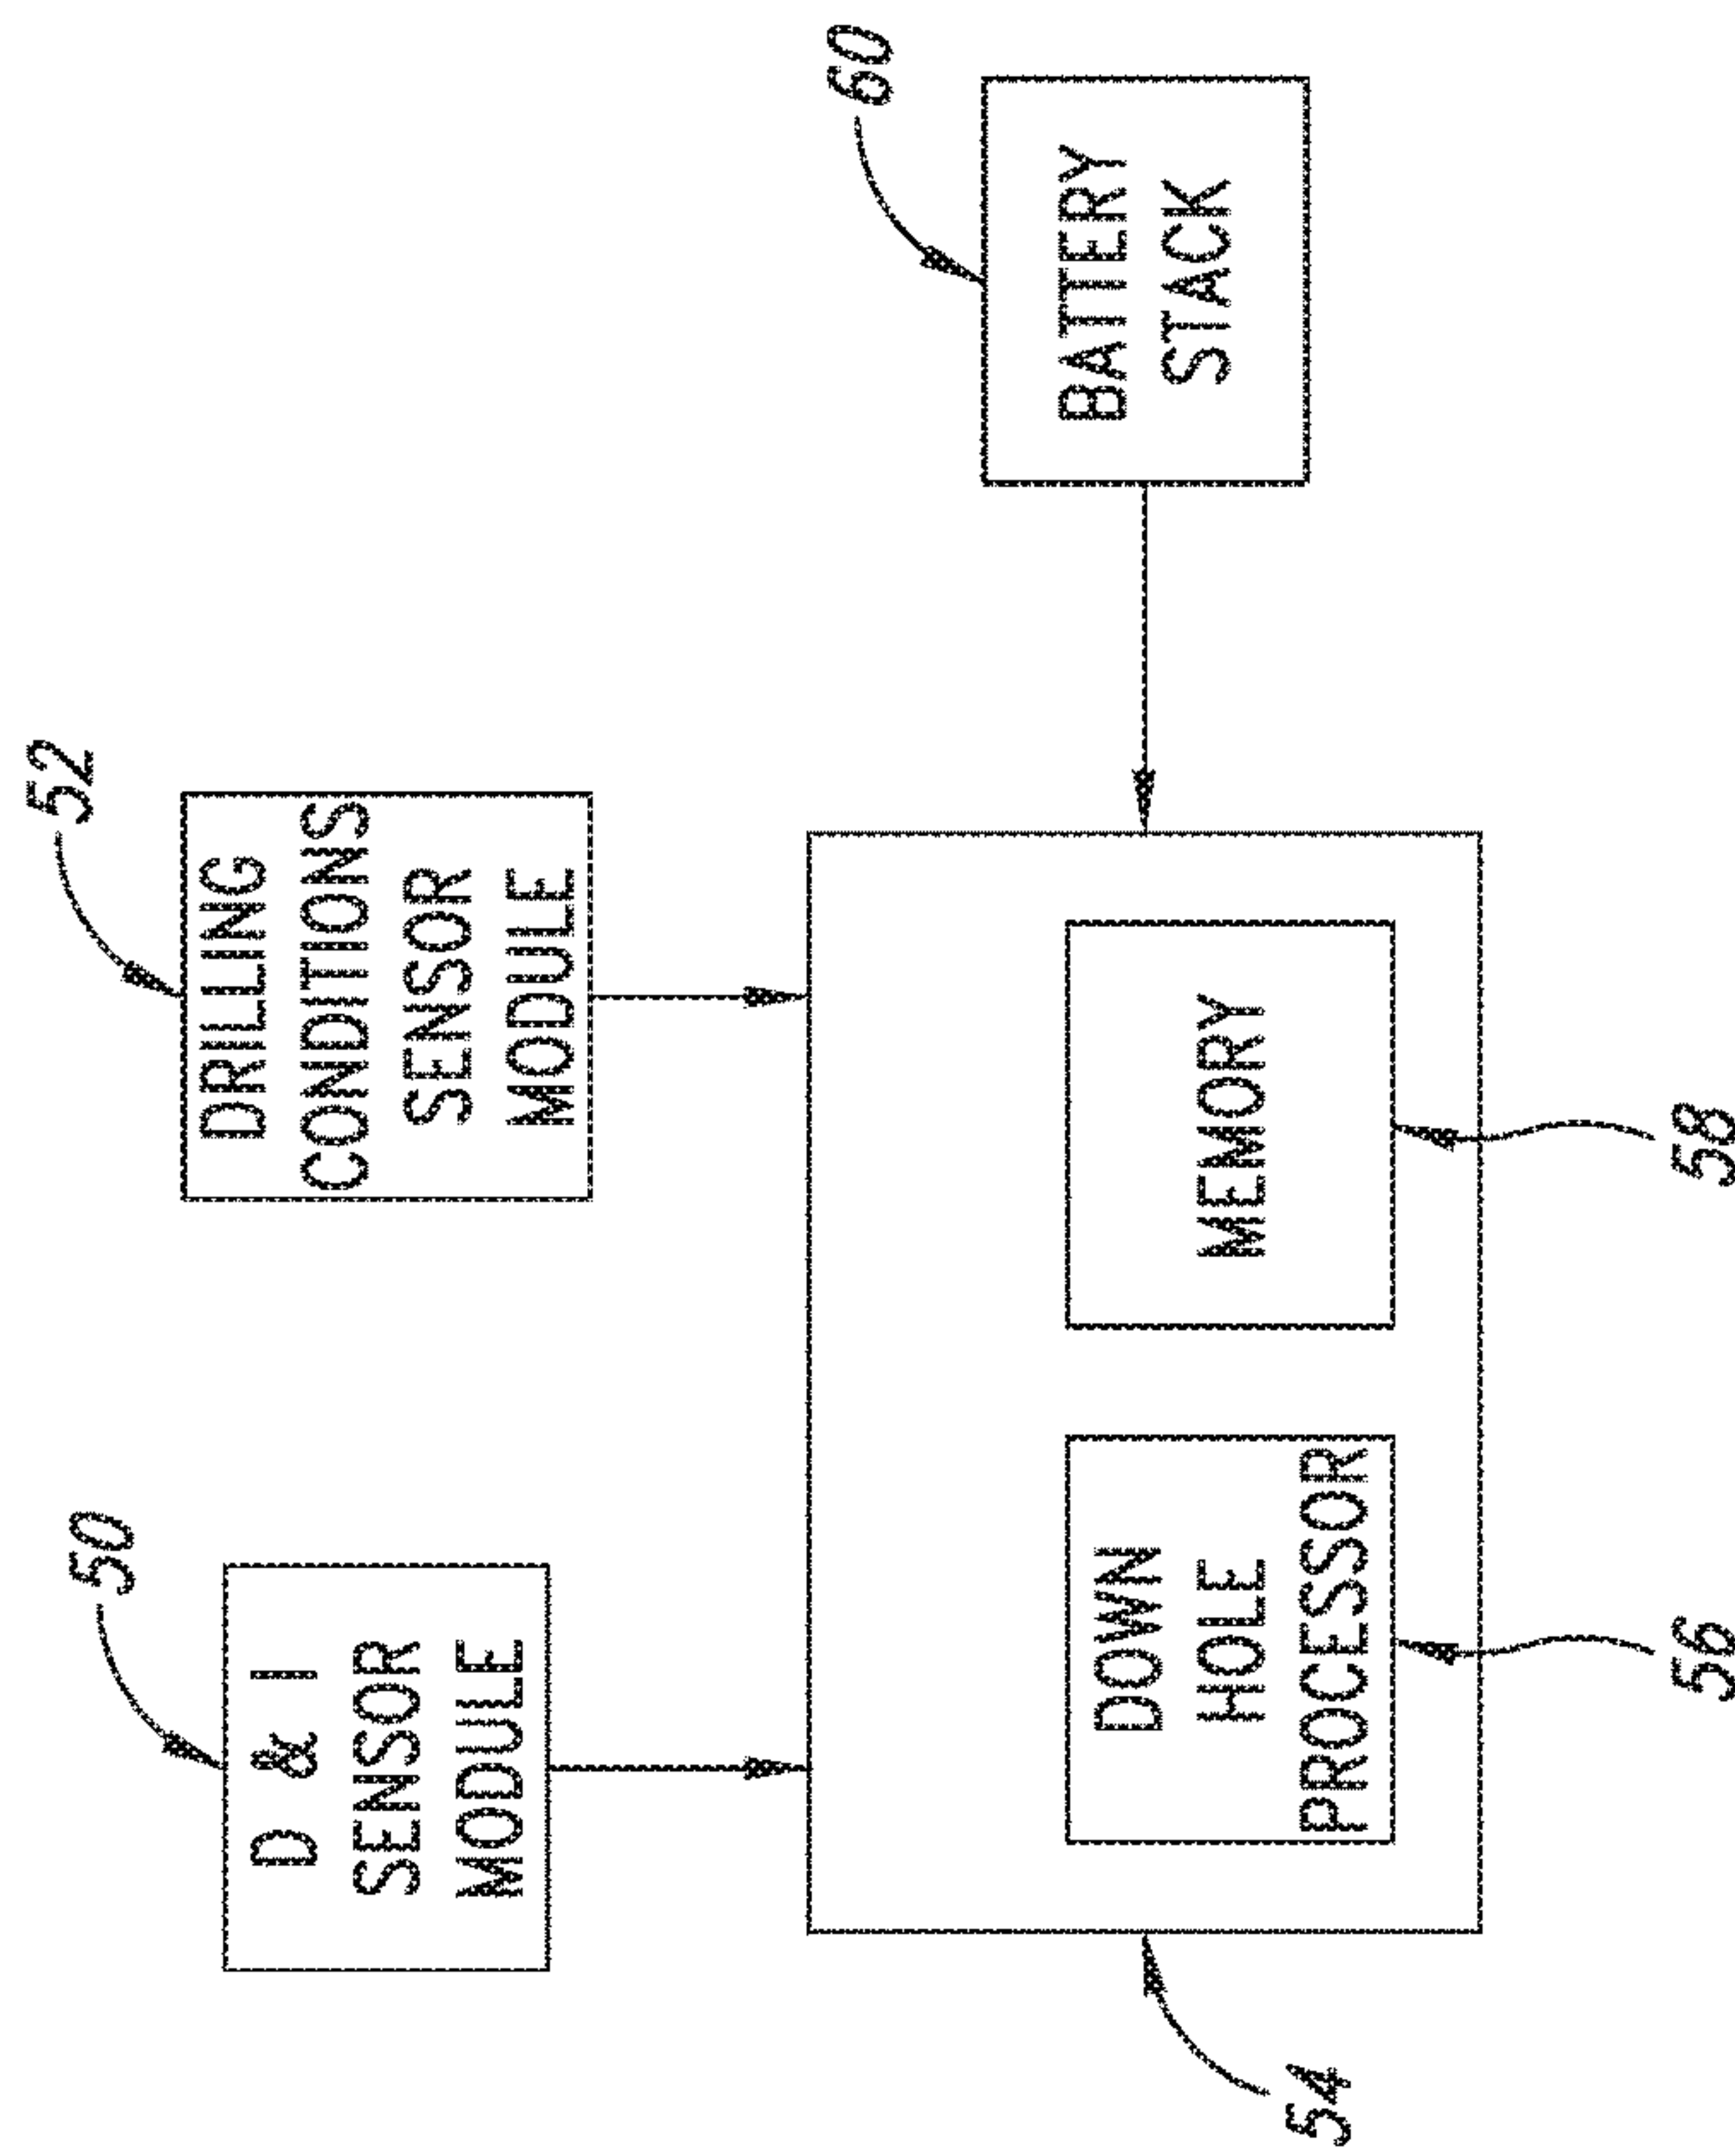 50
D & I
SENSOR
MODULE
52
DRILLING
CONDITIONS
SENSOR
MODULE
54
DOWN
HOLE
PROCESSOR
56
MEMORY
58
60
BATTERY
STACK